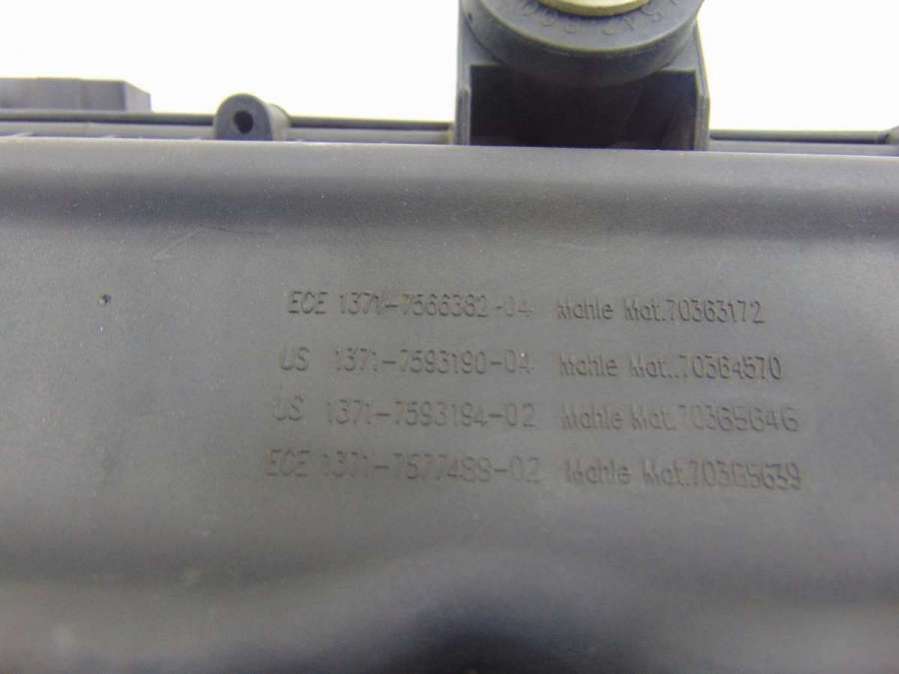 ECE 1371-7566382-04 Mahle Mat.70363172
US 1371-7593190-04 Mahle Mat..70364570
US 1371-7593194-02 Mahle Mat.70365646
ECE 1371-7577489-02 Mahle Mat.70365639